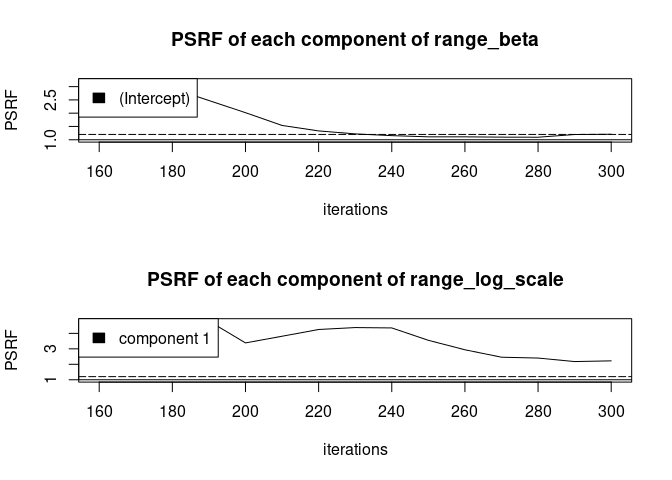 PSRF of each component of range_beta
PSRF
2.5
1.0
(Intercept)
160 180 200 220 240 260 280 300
iterations
PSRF of each component of range_log_scale
PSRF
3
1
component 1
160 180 200 220 240 260 280 300
iterations